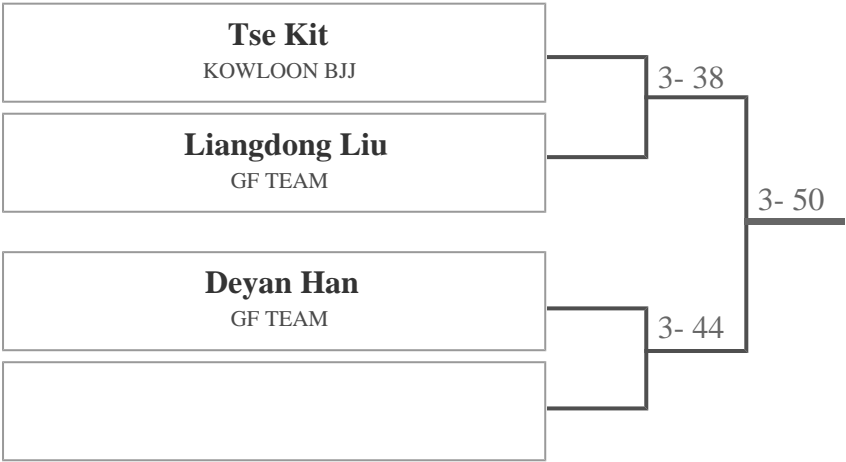 Tse Kit
KOWLOON BJJ
3- 38
Liangdong Liu
GF TEAM
3- 50
Deyan Han
GF TEAM
3- 44